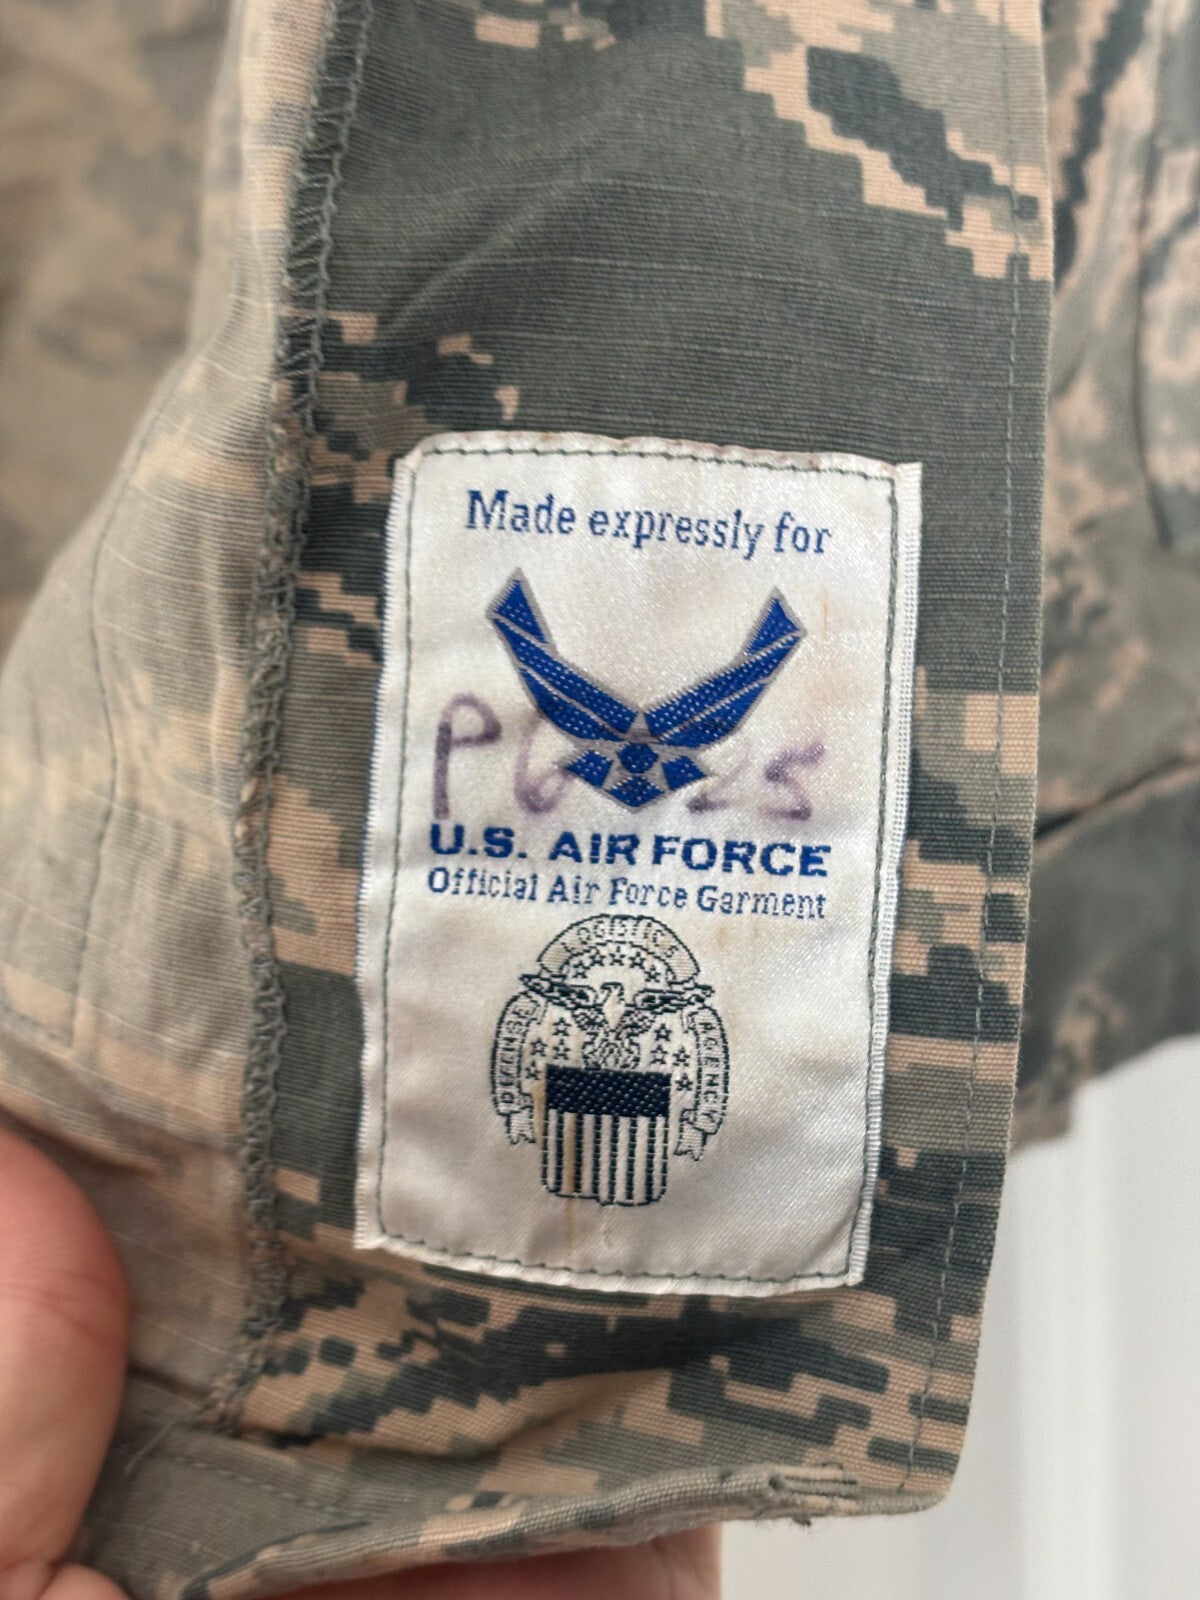 Made expressly for
U.S. AIR FORCE
Official Air Force Garment
LOGISTICS
DEFENSE
AGENCY